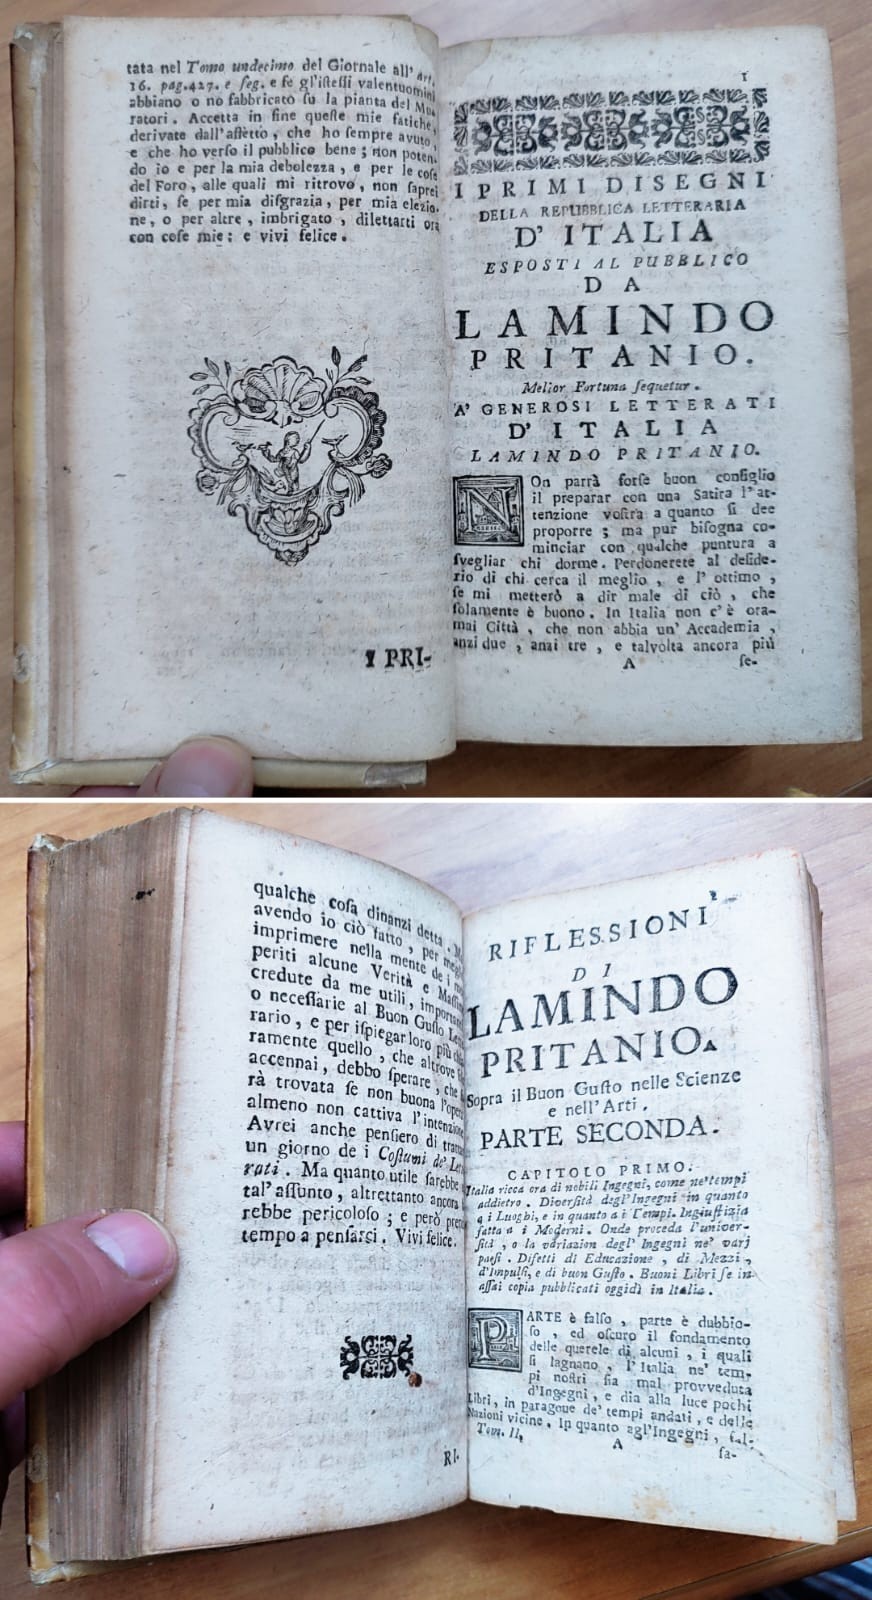 tata nel Tomo undecimo del Giornale all' Art.
16. pag.427. e seg. e se gl'istessi valentuomini
abbiano o no fabbricato su la pianta del Mu-
ratori. Accetta in fine queste mie fatiche,
derivate dall'affetto, che ho sempre avuto,
e che ho verso il pubblico bene; non poten-
do io e per la mia debolezza, e per le cose
del Foro, alle quali mi ritrovo, non saprei
dirti, se per mia disgrazia, per mia elezio-
ne, o per altre, imbrigato, dilettarti ora
con cose mie: e vivi felice.
I PRI-
1
I PRIMI DISEGNI
DELLA REPUBBLICA LETTERARIA
D' ITALIA
ESPOSTI AL PUBBLICO
DA
LAMINDO
PRITANIO.
Melior Fortuna sequetur.
A' GENEROSI LETTERATI
D' ITALIA
LAMINDO PRITANIO.
NOn parrà forse buon consiglio
il preparar con una Satira l'at-
tenzione vostra a quanto si dee
proporre; ma pur bisogna co-
minciar con qualche puntura a
svegliar chi dorme. Perdonerete al deside-
rio di chi cerca il meglio, e l' ottimo,
se mi metterò a dir male di ciò, che
solamente è buono. In Italia non c'è ora-
mai Città, che non abbia un' Accademia,
anzi due, anzi tre, e talvolta ancora più
A
se-
qualche cosa dinanzi detta.
avendo io ciò fatto, per
imprimere nella mente de i
periti alcune Verità e
credute da me utili,
o necessarie al Buon Gusto
rario, e per ispiegar loro più
ramente quello, che altrove
accennai, debbo sperare, che
rà trovata se non buona l'opera
almeno non cattiva l'intenzione
Avrei anche pensiero di
un giorno de i Costumi de'
rati. Ma quanto utile sarebbe
tal'assunto, altrettanto ancora
rebbe pericoloso; e però
tempo a pensarci. Vivi felice.
RI-
RIFLESSIONI
DI
LAMINDO
PRITANIO.
Sopra il Buon Gusto nelle Scienze
e nell'Arti.
PARTE SECONDA.
CAPITOLO PRIMO.
Italia ricca ora di nobili Ingegni, come ne'tempi
addietro. Diversità degl'Ingegni in quanto
a i Luoghi, e in quanto a i Tempi. Ingiustizia
fatta a i Moderni. Onde proceda l'univer-
sità, o la variazion degl' Ingegni ne' varj
paesi. Difetti di Educazione, di Mezzi,
d'Impulsi, e di buon Gusto. Buoni Libri se in
assai copia pubblicati oggidì in Italia.
PARTE è falso, parte è dubbio-
so, ed oscuro il fondamento
delle querele di alcuni, i quali
si lagnano, l'Italia ne' tem-
pi nostri sia mal provveduta
d'Ingegni, e dia alla luce pochi
Libri, in paragone de' tempi andati, e delle
Nazioni vicine. In quanto agl'Ingegni,
Tom. II.
A
fa-